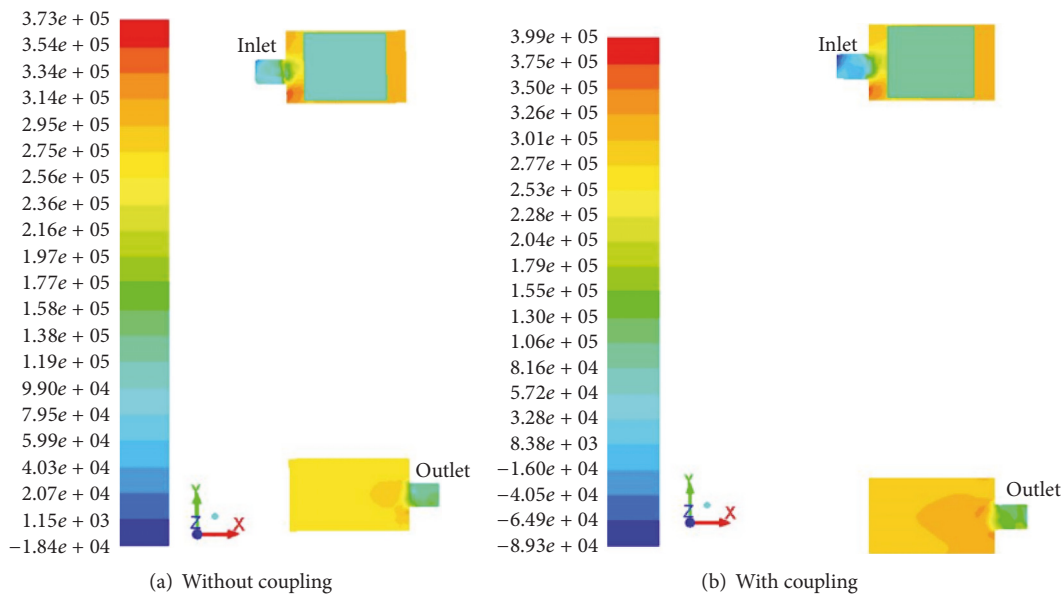 3.73e + 05
3.54e + 05
3.34e + 05
3.14e + 05
2.95e + 05
2.75e + 05
2.56e + 05
2.36e + 05
2.16e + 05
1.97e + 05
1.77e + 05
1.58e + 05
1.38e + 05
1.19e + 05
9.90e + 04
7.95e + 04
5.99e + 04
4.03e + 04
2.07e + 04
1.15e + 03
−1.84e + 04
Inlet
Outlet
Y
Z
X
(a) Without coupling
3.99e + 05
3.75e + 05
3.50e + 05
3.26e + 05
3.01e + 05
2.77e + 05
2.53e + 05
2.28e + 05
2.04e + 05
1.79e + 05
1.55e + 05
1.30e + 05
1.06e + 05
8.16e + 04
5.72e + 04
3.28e + 04
8.38e + 03
−1.60e + 04
−4.05e + 04
−6.49e + 04
−8.93e + 04
Inlet
Outlet
Y
Z
X
(b) With coupling